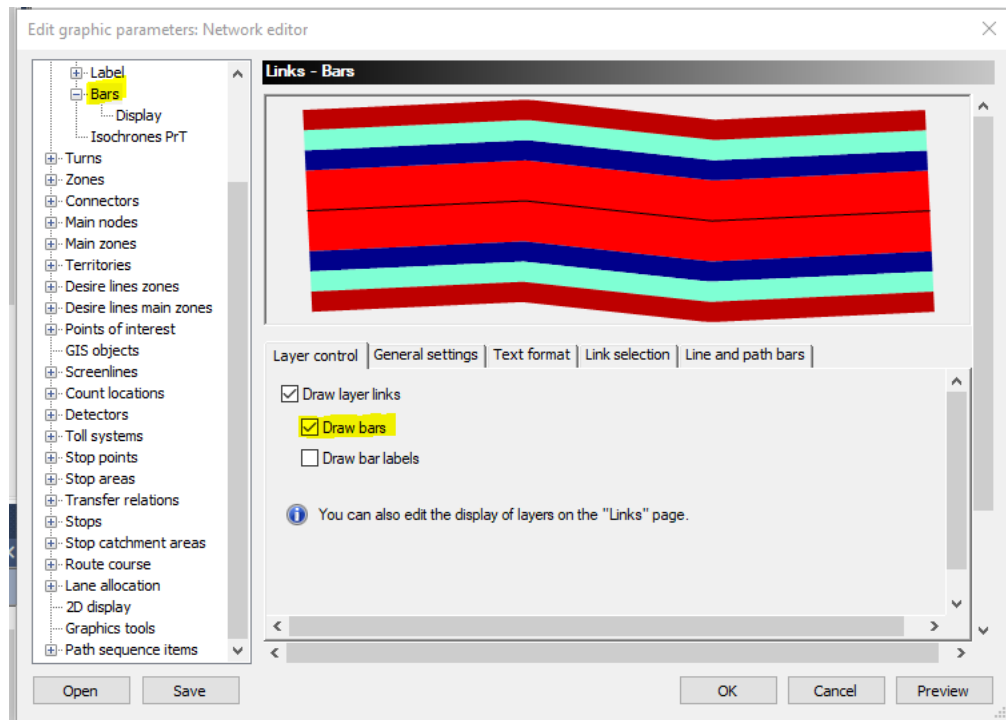 Edit graphic parameters: Network editor
Label
Bars
Display
Isochrones PrT
Turns
Zones
Connectors
Main nodes
Main zones
Territories
Desire lines zones
Desire lines main zones
Points of interest
GIS objects
Screenlines
Count locations
Detectors
Toll systems
Stop points
Stop areas
Transfer relations
Stops
Stop catchment areas
Route course
Lane allocation
2D display
Graphics tools
Path sequence items
Links - Bars
Layer control General settings Text format Link selection Line and path bars
Draw layer links
Draw bars
Draw bar labels
You can also edit the display of layers on the "Links" page.
Open Save OK Cancel Preview